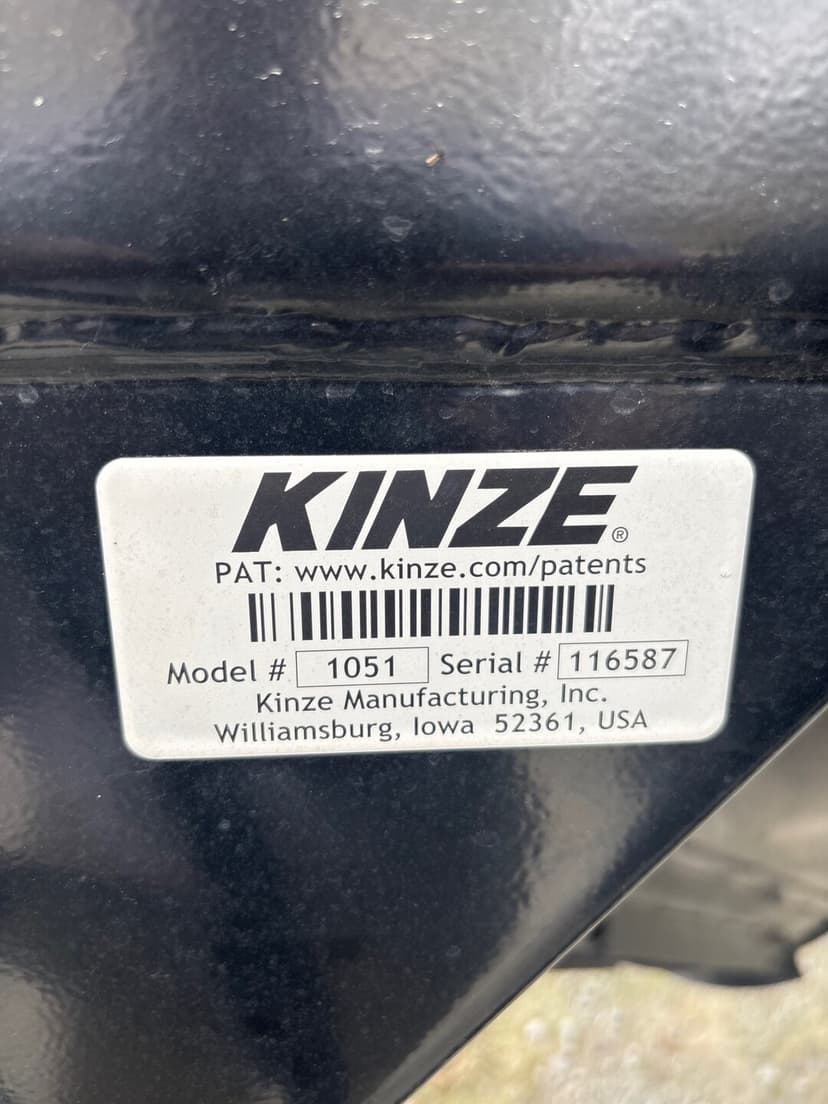 KINZE®
PAT: www.kinze.com/patents
Model # 1051 Serial # 116587
Kinze Manufacturing, Inc.
Williamsburg, Iowa 52361, USA